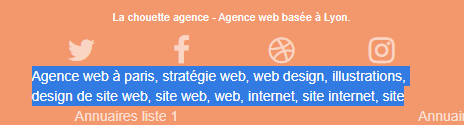 La chouette agence - Agence web basée à Lyon.
Agence web à paris, stratégie web, web design, illustrations,
design de site web, site web, web, internet, site internet, site
Annuaires liste 1
Annuai